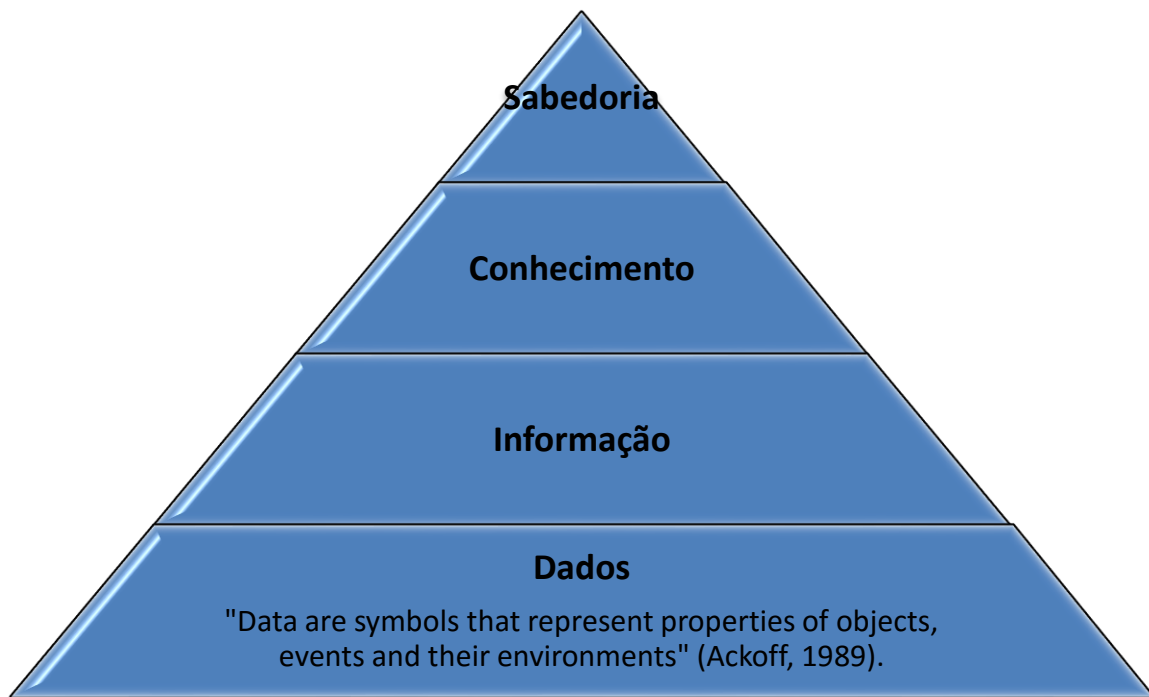 Sabedoria
Conhecimento
Informação
Dados
"Data are symbols that represent properties of objects,
events and their environments" (Ackoff, 1989).